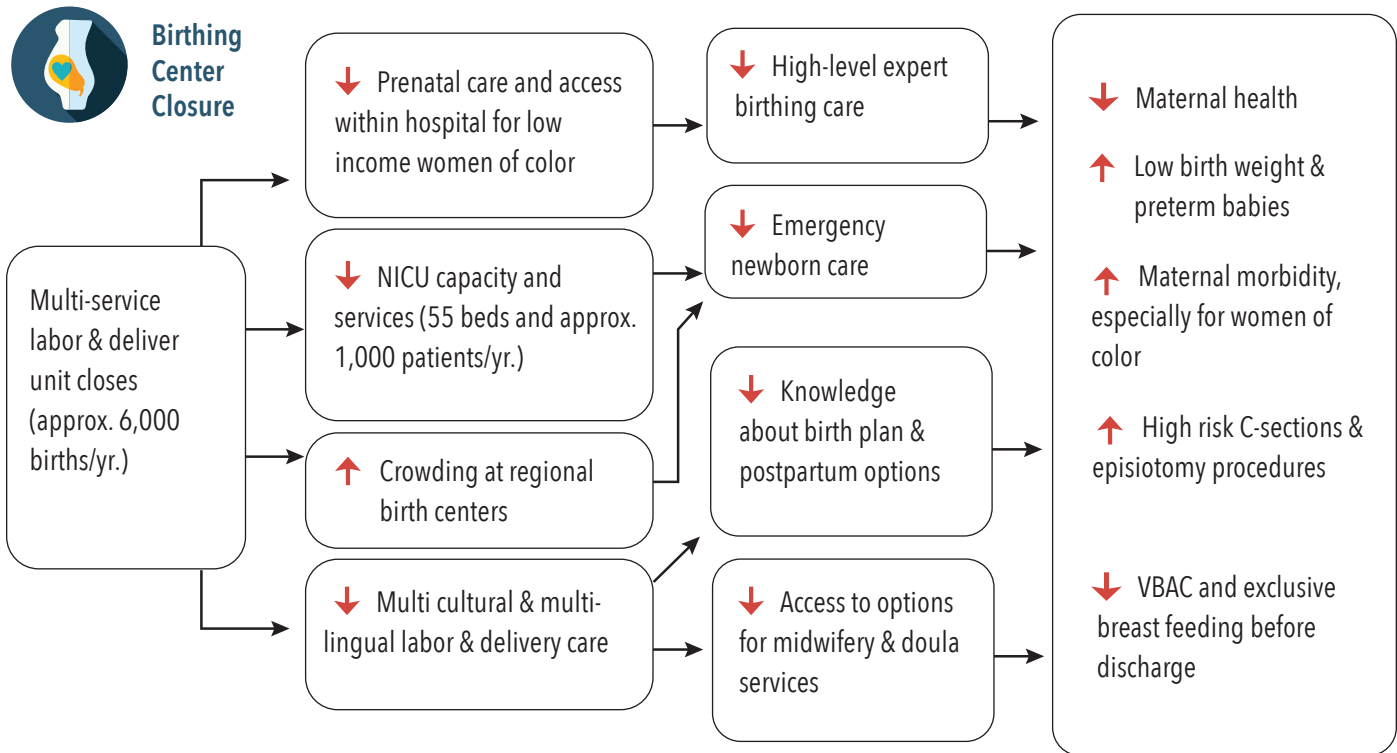 Birthing
Center
Closure
Multi-service
labor & deliver
unit closes
(approx. 6,000
births/yr.)
Prenatal care and access
within hospital for low
income women of color
NICU capacity and
services (55 beds and approx.
1,000 patients/yr.)
Crowding at regional
birth centers
Multi cultural & multi-
lingual labor & delivery care
High-level expert
birthing care
Emergency
newborn care
Knowledge
about birth plan &
postpartum options
Access to options
for midwifery & doula
services
Maternal health
Low birth weight &
preterm babies
Maternal morbidity,
especially for women of
color
High risk C-sections &
episiotomy procedures
VBAC and exclusive
breast feeding before
discharge